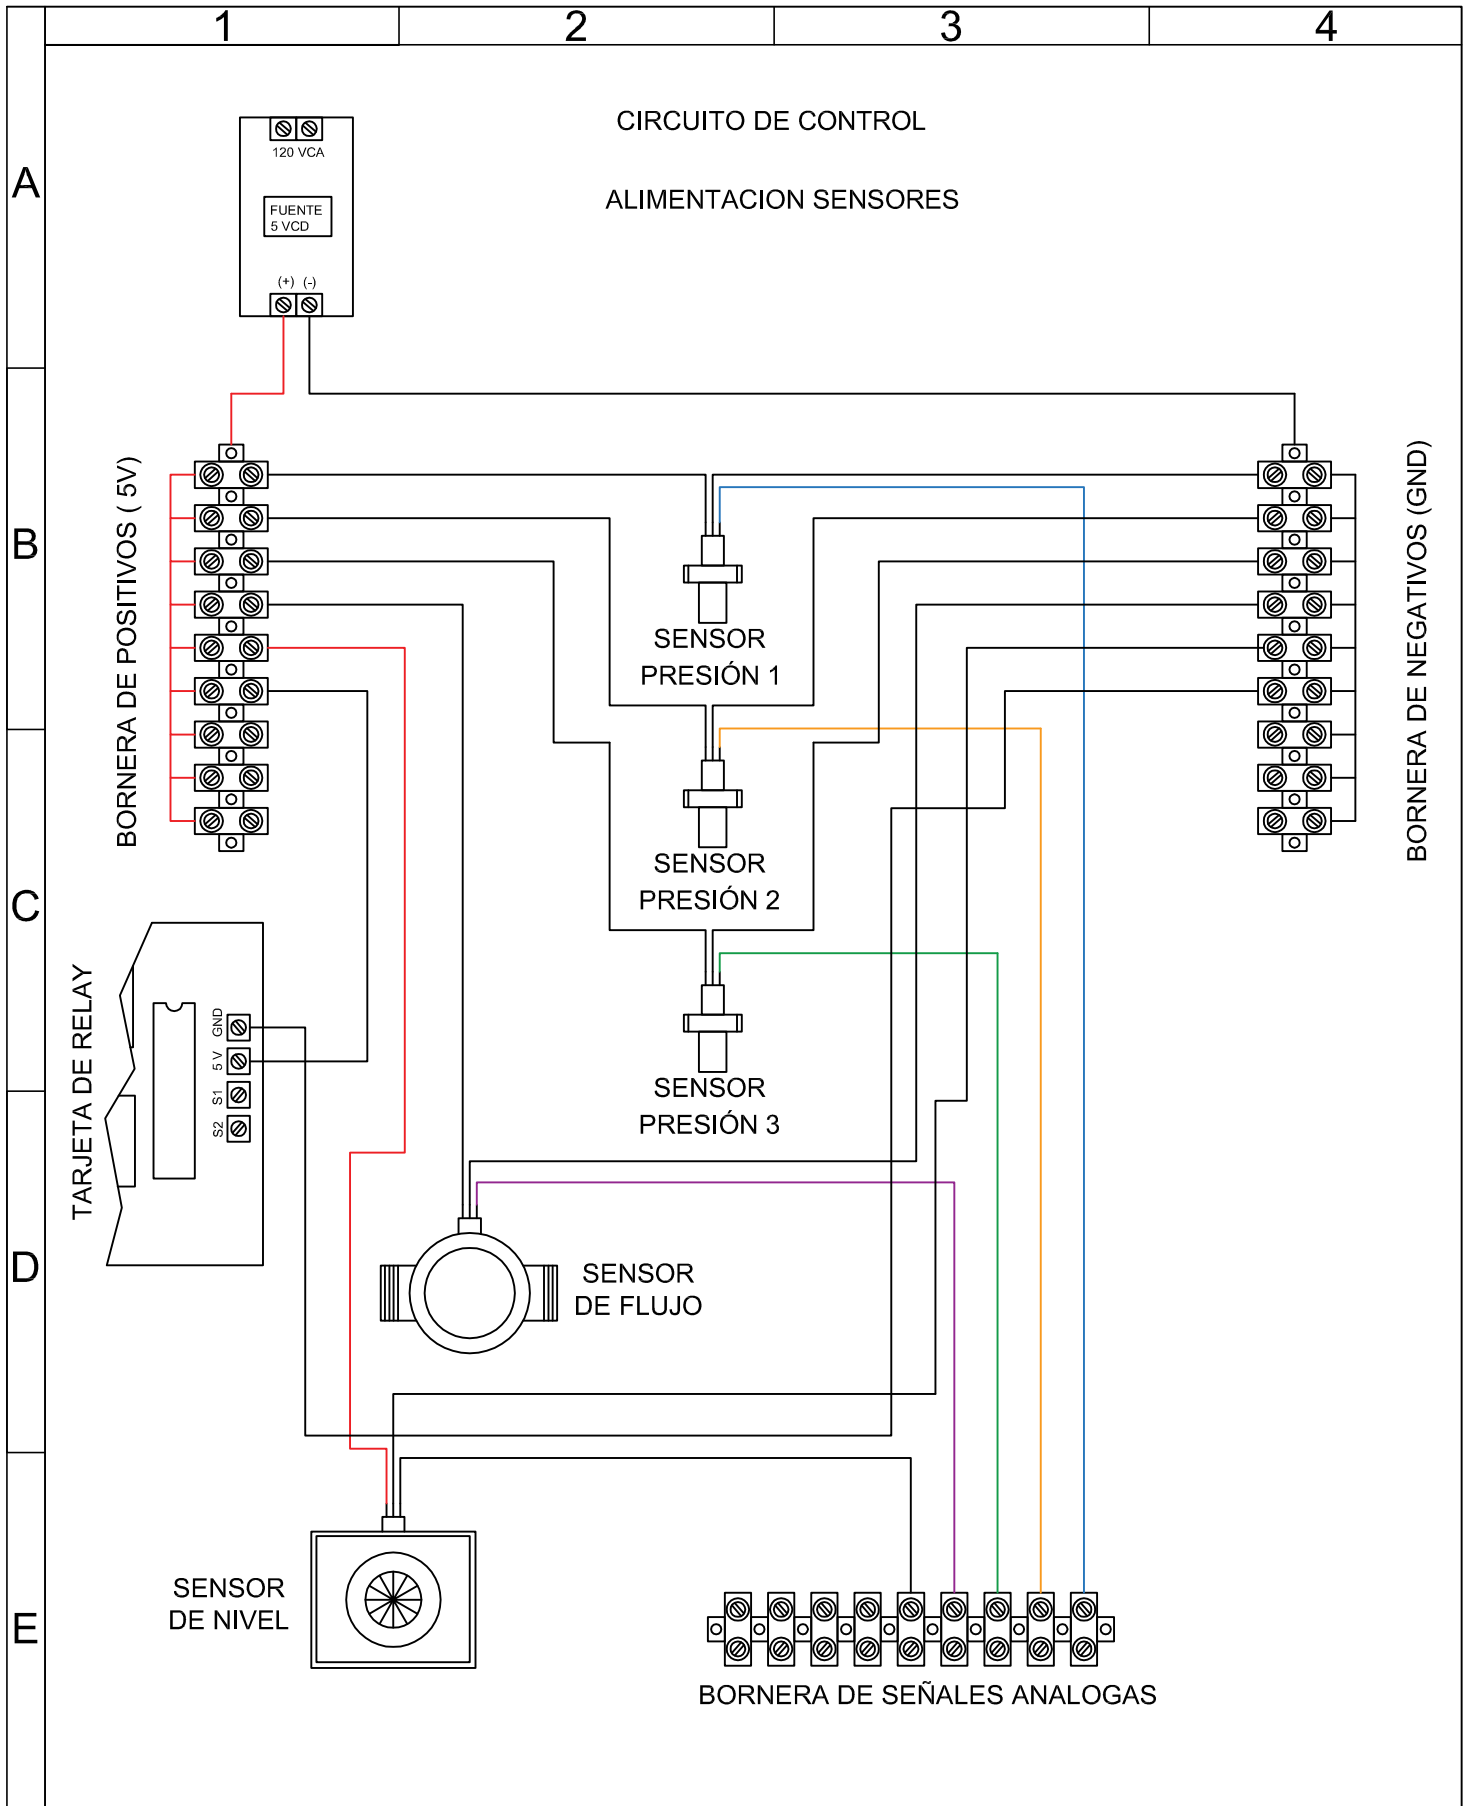 1
2
3
4
A
B
C
D
E
CIRCUITO DE CONTROL
ALIMENTACION SENSORES
120 VCA
FUENTE
5 VCD
(+) (-)
BORNERA DE POSITIVOS ( 5V)
BORNERA DE NEGATIVOS (GND)
SENSOR
PRESIÓN 1
SENSOR
PRESIÓN 2
SENSOR
PRESIÓN 3
TARJETA DE RELAY
GND
5 V
S1
S2
SENSOR
DE FLUJO
SENSOR
DE NIVEL
BORNERA DE SEÑALES ANALOGAS